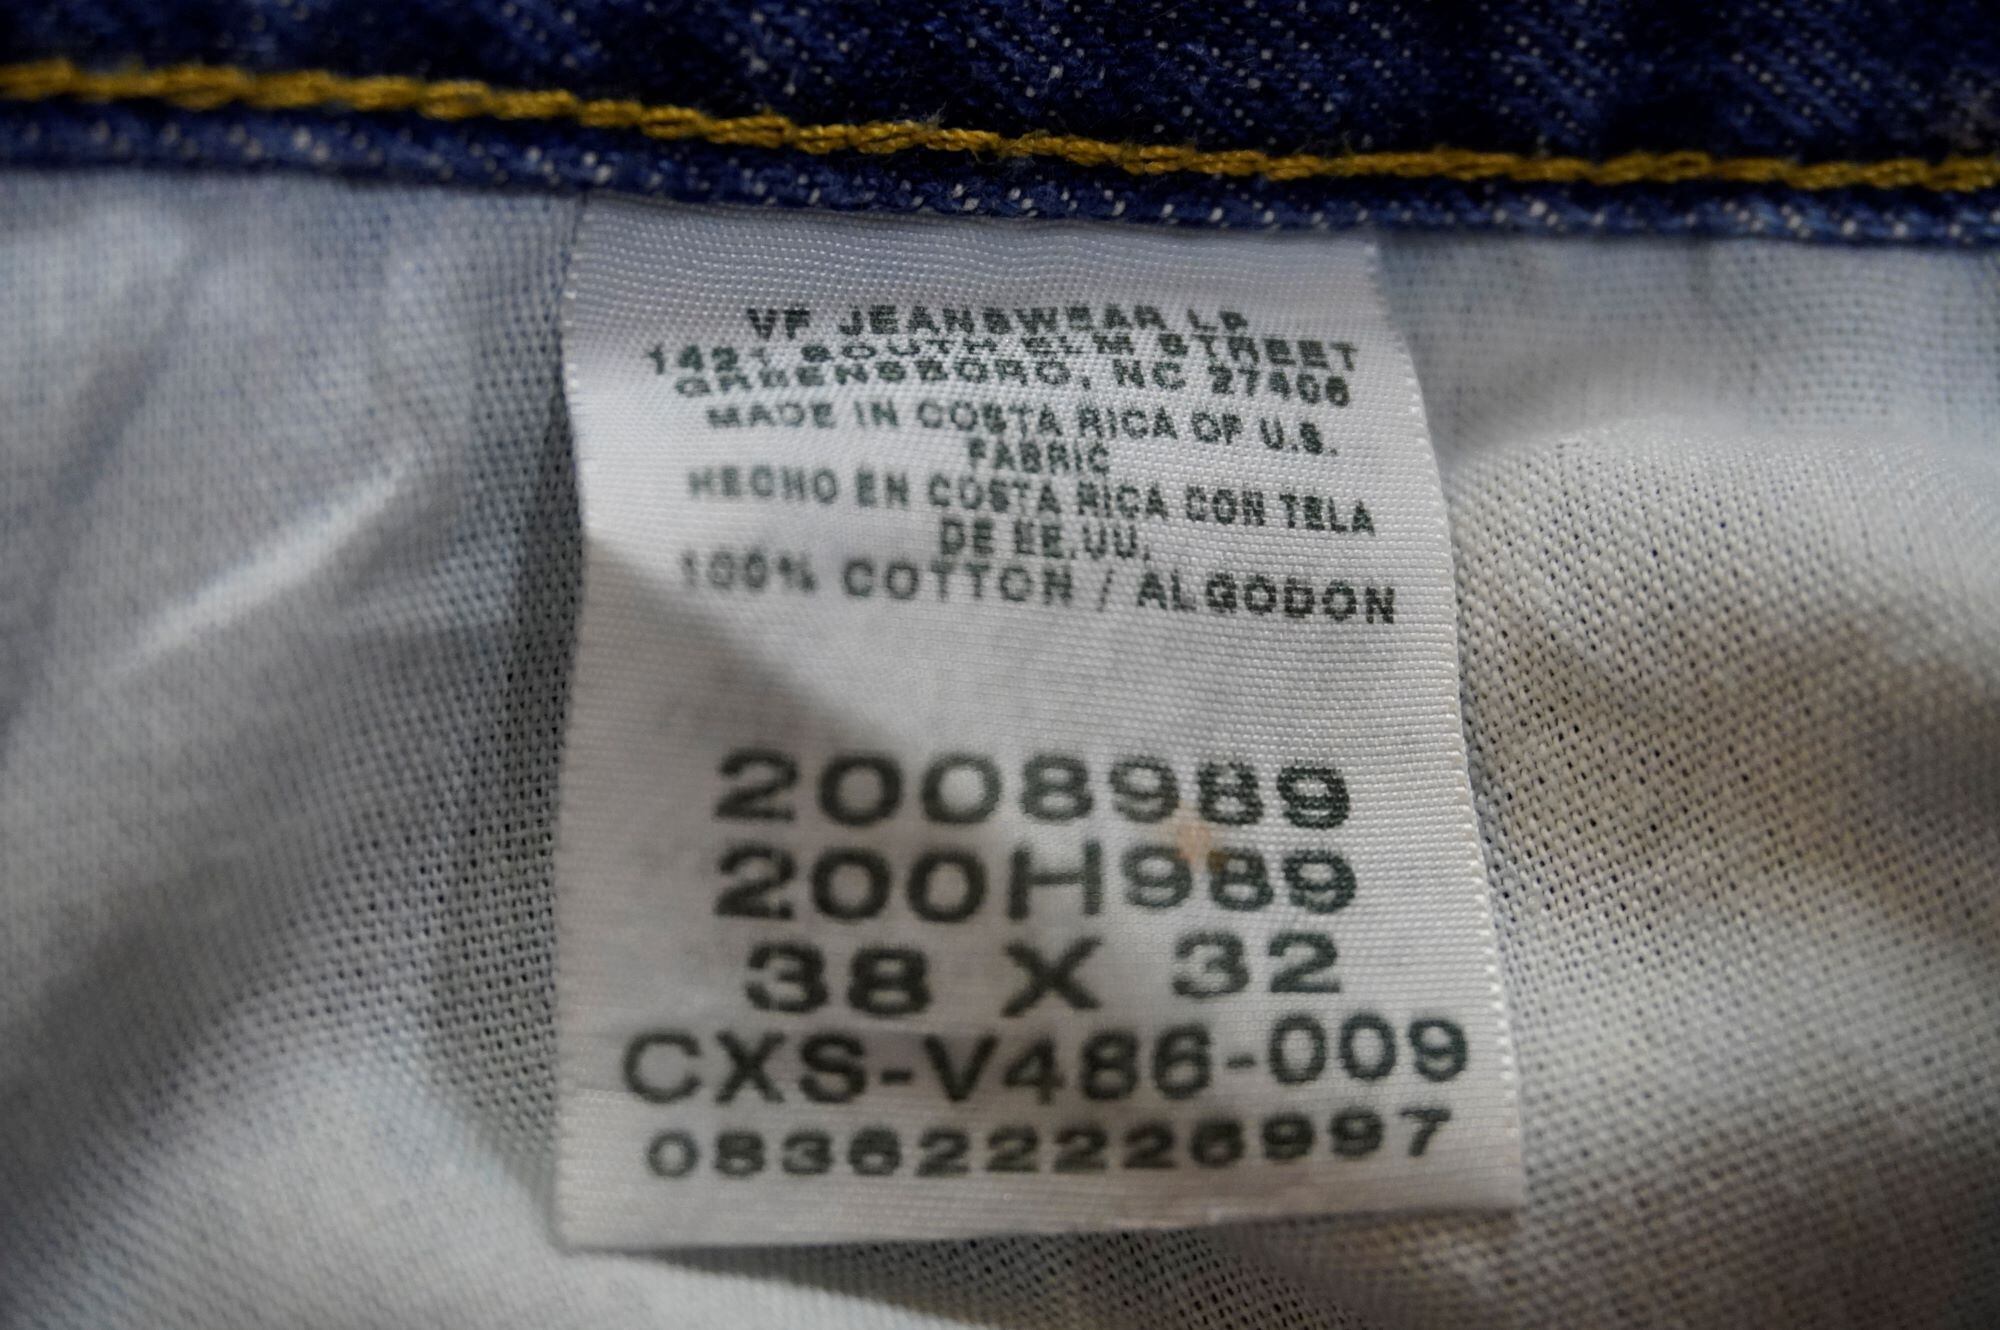 VF JEANSWEAR LP
1421 SOUTH ELM STREET
GREENSBORO, NC 27406
MADE IN COSTA RICA OF U.S.
FABRIC
HECHO EN COSTA RICA CON TELA
DE EE.UU.
100% COTTON / ALGODON
2008989
200H989
38 X 32
CXS-V486-009
083622226997